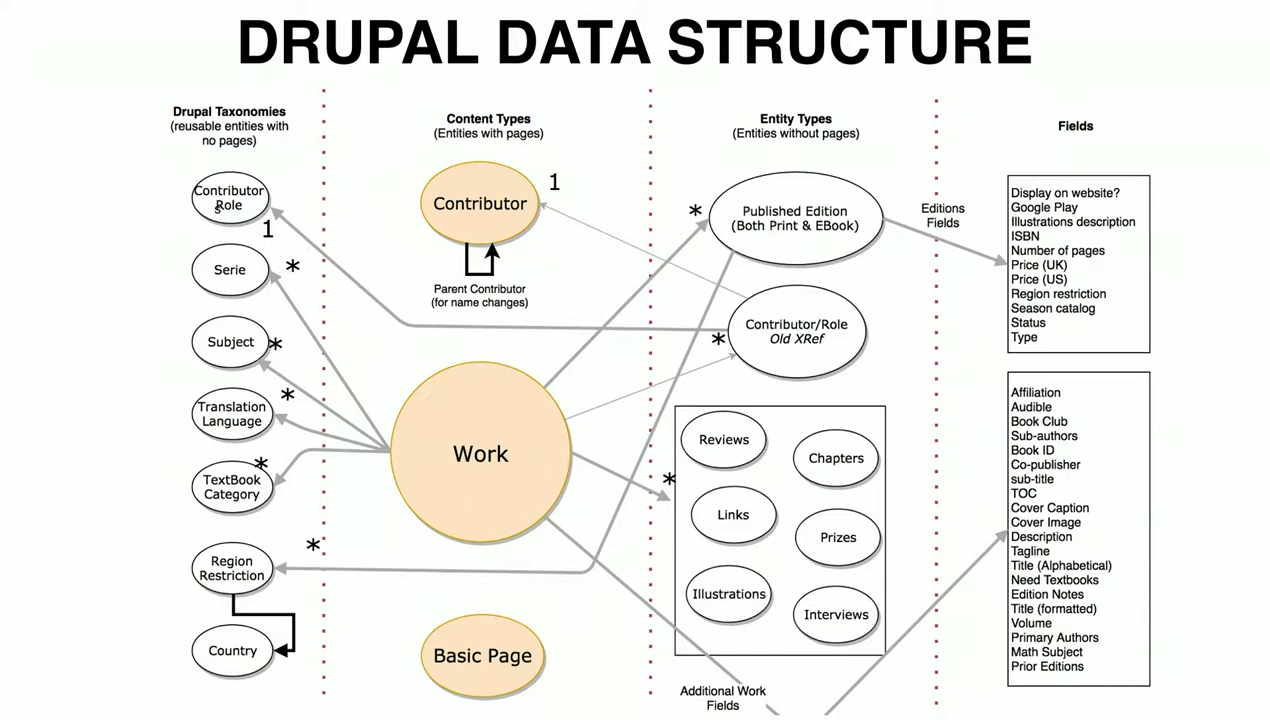 DRUPAL DATA STRUCTURE
Drupal Taxonomies
(reusable entities with
no pages)
Contributor
Role
s
1
Serie
*
Subject
*
Translation
Language
*
TextBook
Category
*
Region
Restriction
*
Country
Content Types
(Entities with pages)
Contributor
1
Parent Contributor
(for name changes)
Work
Basic Page
Entity Types
(Entities without pages)
*
Published Edition
(Both Print & EBook)
*
Contributor/Role
Old XRef
*
Reviews
Chapters
Links
Prizes
Illustrations
Interviews
Additional Work
Fields
Editions
Fields
Fields
Display on website?
Google Play
Illustrations description
ISBN
Number of pages
Price (UK)
Price (US)
Region restriction
Season catalog
Status
Type
Affiliation
Audible
Book Club
Sub-authors
Book ID
Co-publisher
sub-title
TOC
Cover Caption
Cover Image
Description
Tagline
Title (Alphabetical)
Need Textbooks
Edition Notes
Title (formatted)
Volume
Primary Authors
Math Subject
Prior Editions